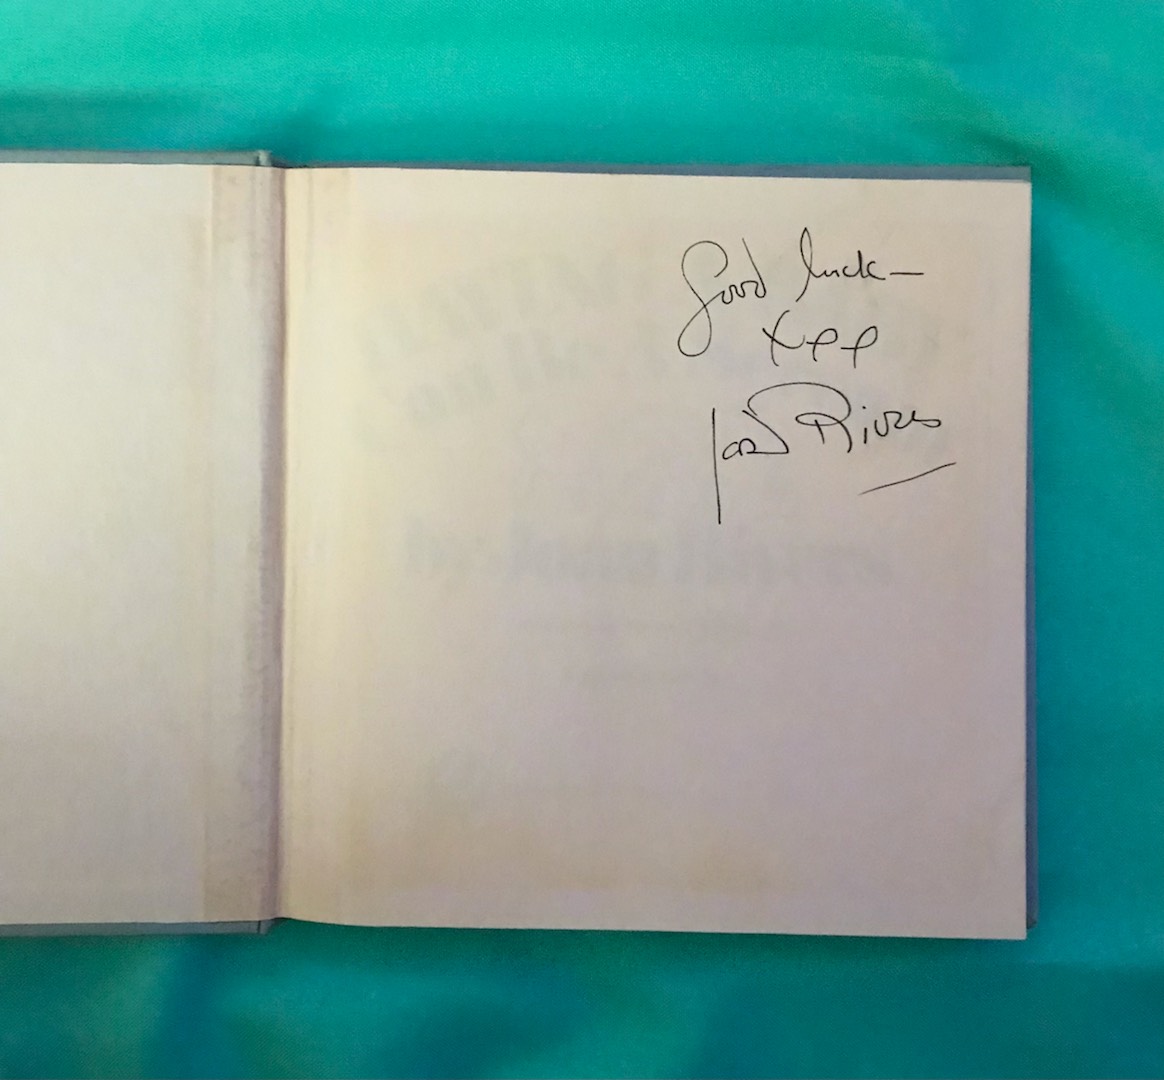 Good luck—
xoo
Joan Rivers